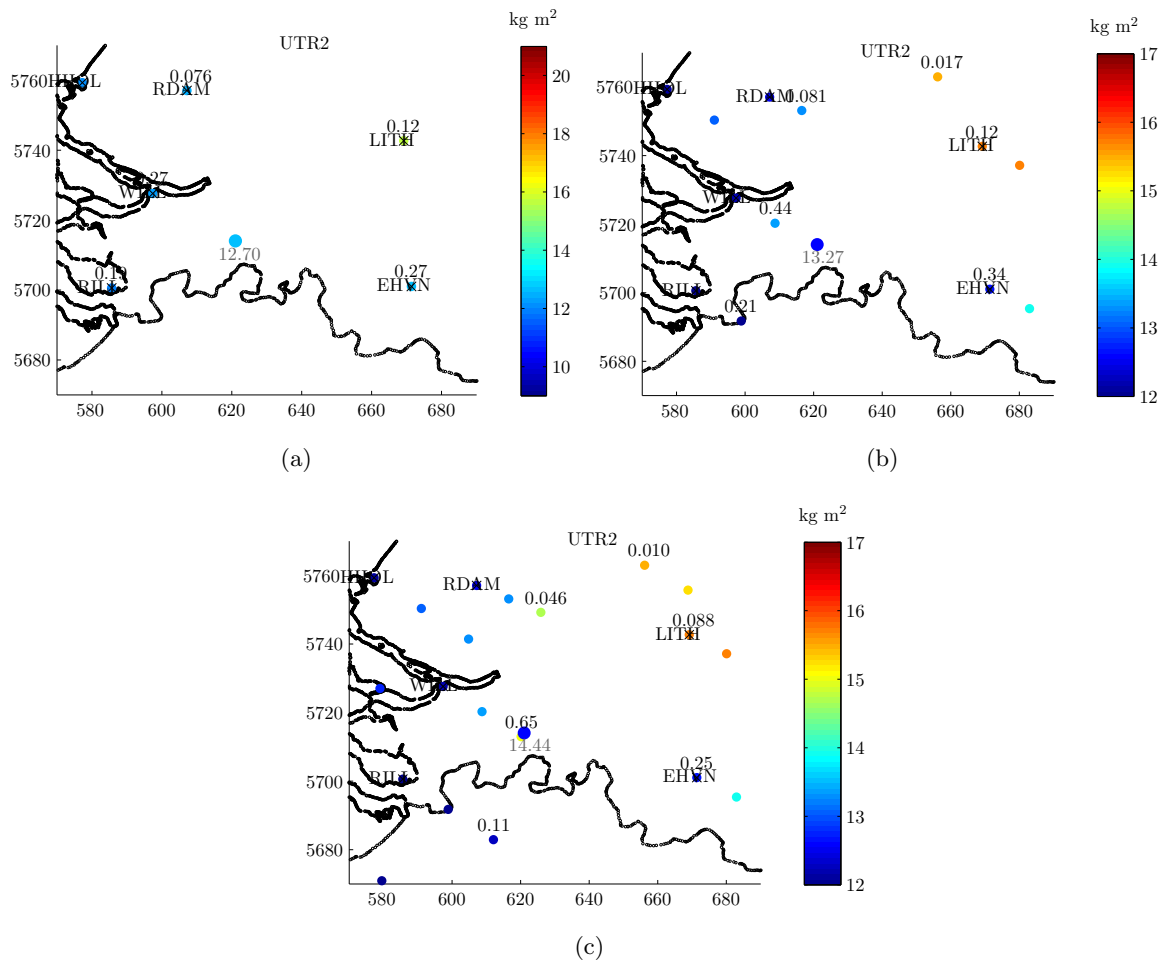 kg m²
UTR2
5760 HHOL
0.076
RDAM
0.12
LITH
5740
0.27
WHEL
5720
12.70
0.19
RILL
0.27
EHVN
5700
5680
580 600 620 640 660 680
20
18
16
14
12
10
(a)
kg m²
UTR2
0.017
5760 HHOL
RDAM
0.081
0.12
LITH
5740
WHEL
0.44
5720
13.27
0.34
EHVN
RILL
5700
0.21
5680
580 600 620 640 660 680
17
16
15
14
13
12
(b)
kg m²
UTR2
0.010
5760 HHOL
RDAM
0.046
0.088
LITH
5740
WHEL
5720
0.65
14.44
0.25
EHVN
RILL
5700
0.11
5680
580 600 620 640 660 680
17
16
15
14
13
12
(c)